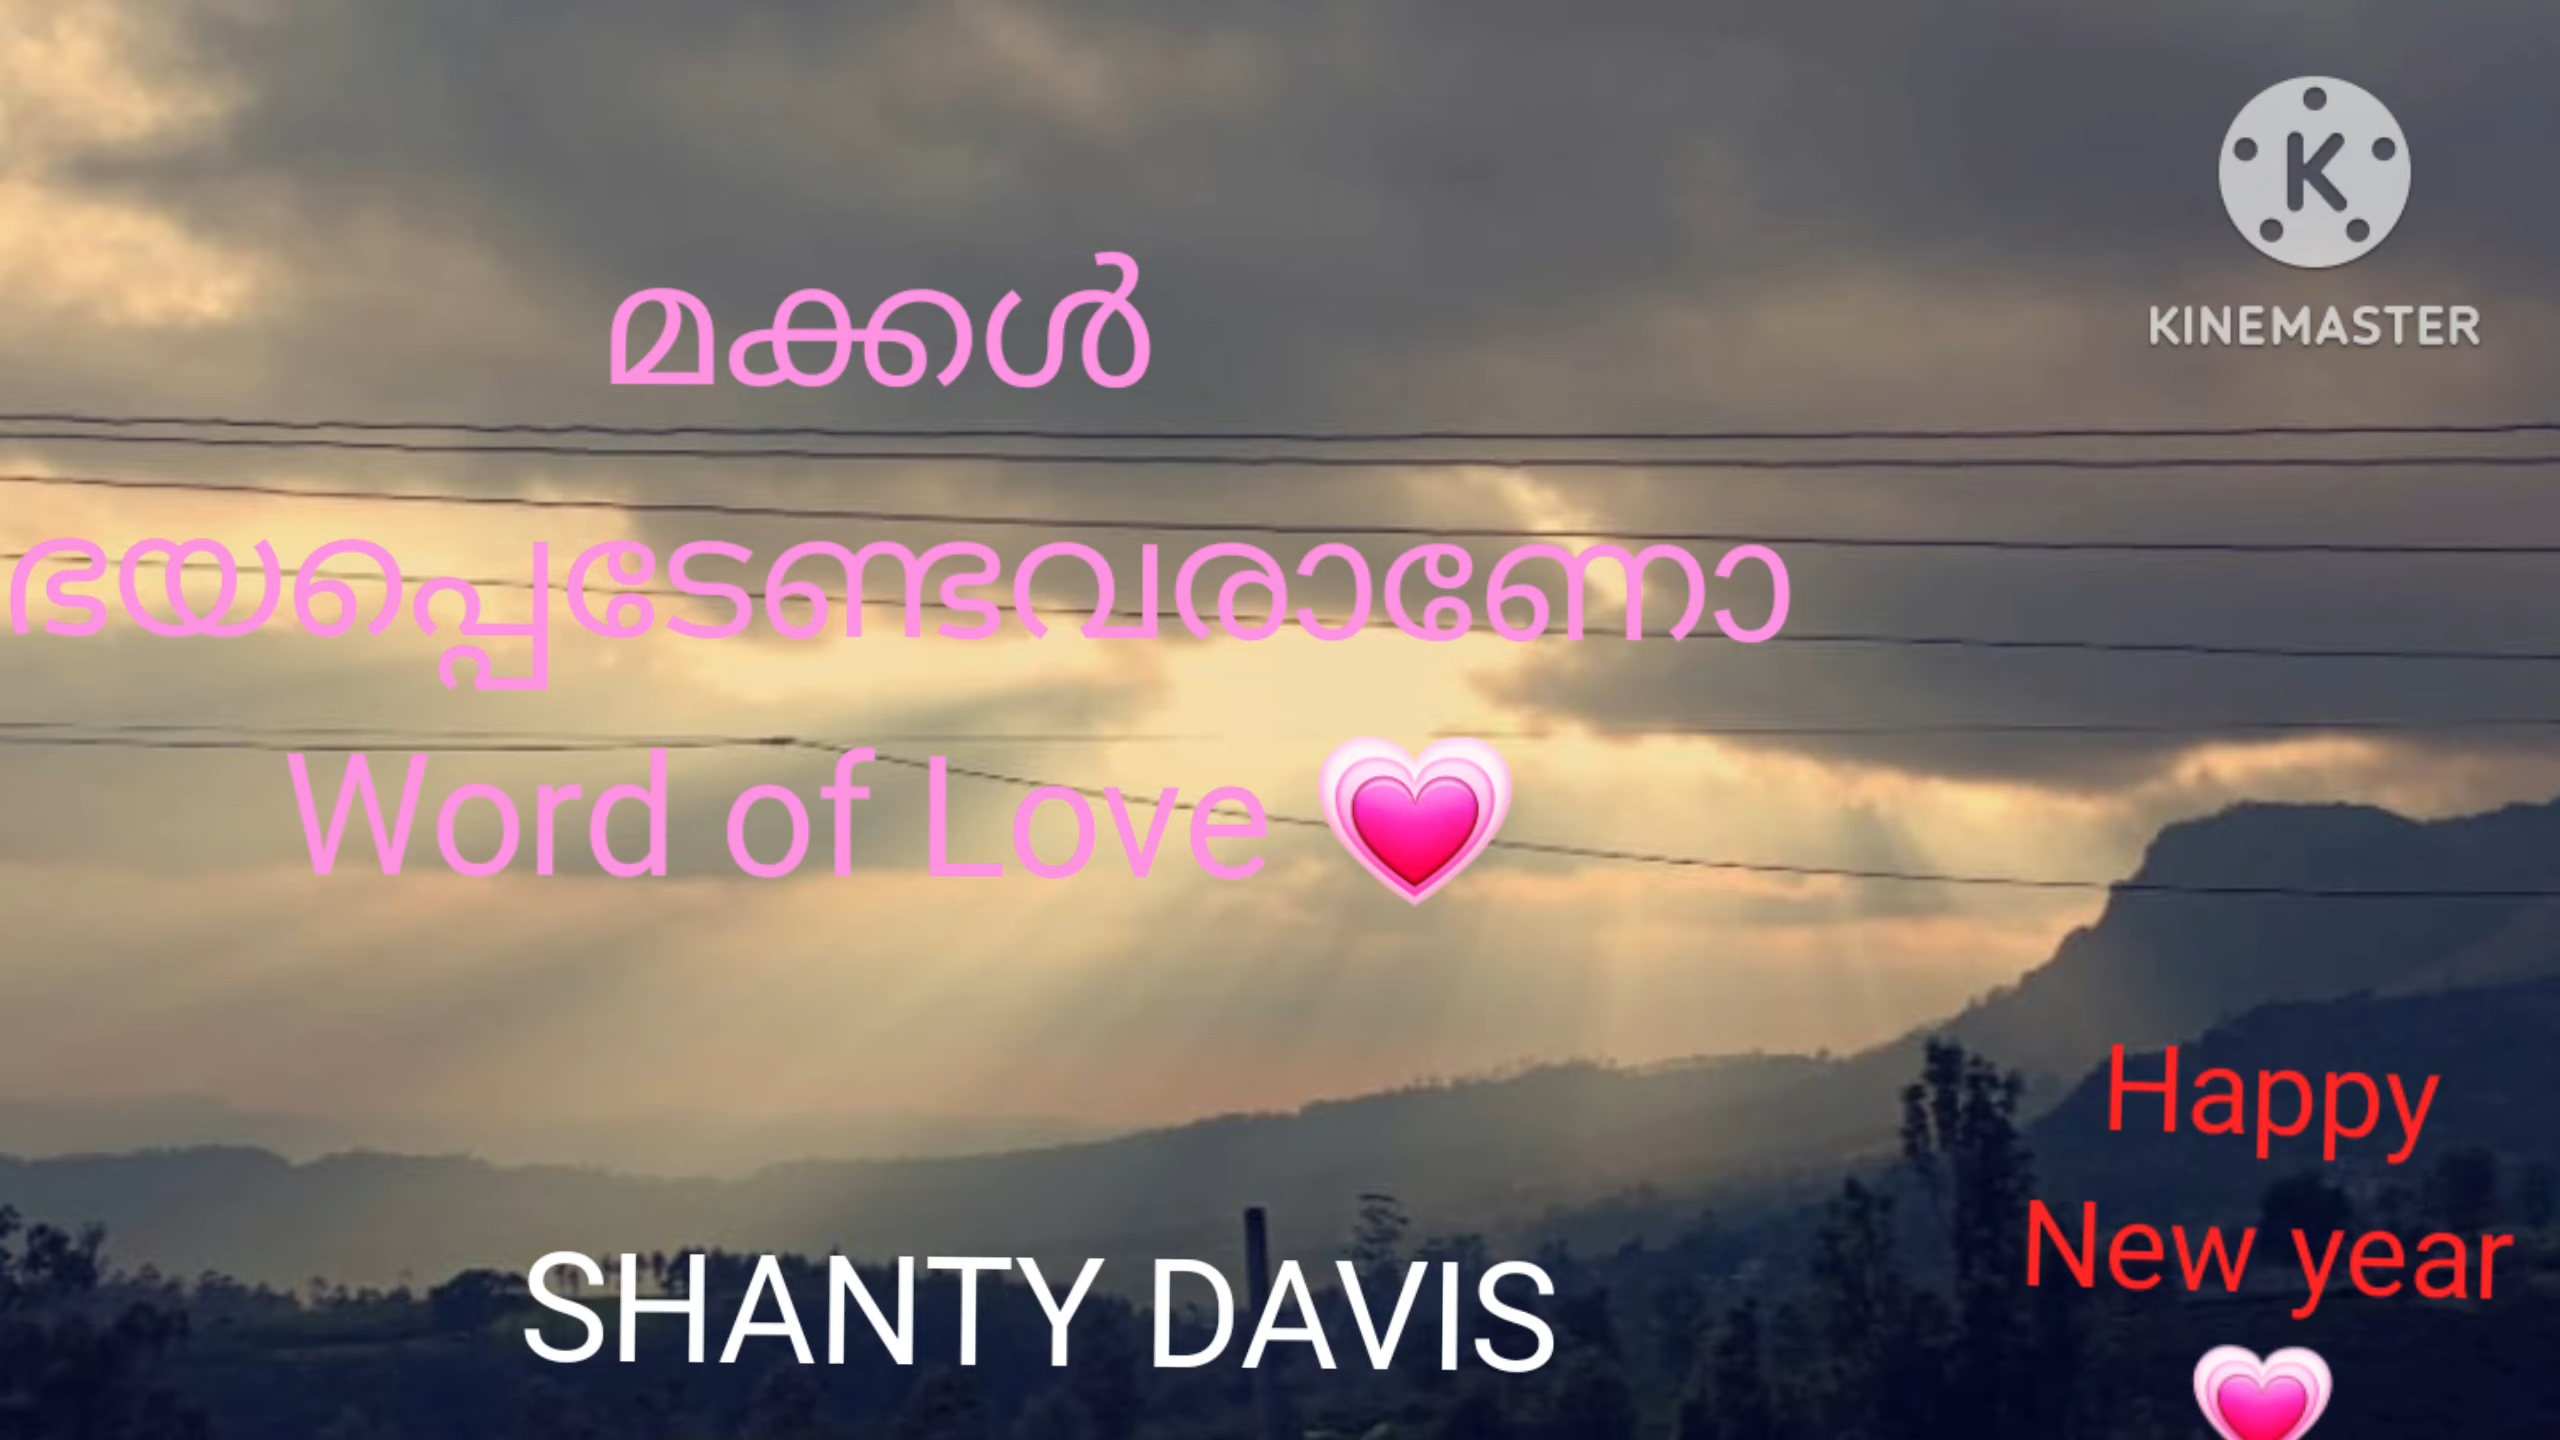 K
KINEMASTER
മക്കൾ
ഭയപ്പെടേണ്ടവരാണോ
Word of Love 💗
SHANTY DAVIS
Happy
New year
💗